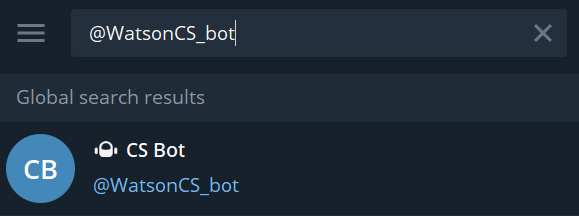 @WatsonCS_bot
Global search results
CB
CS Bot
@WatsonCS_bot